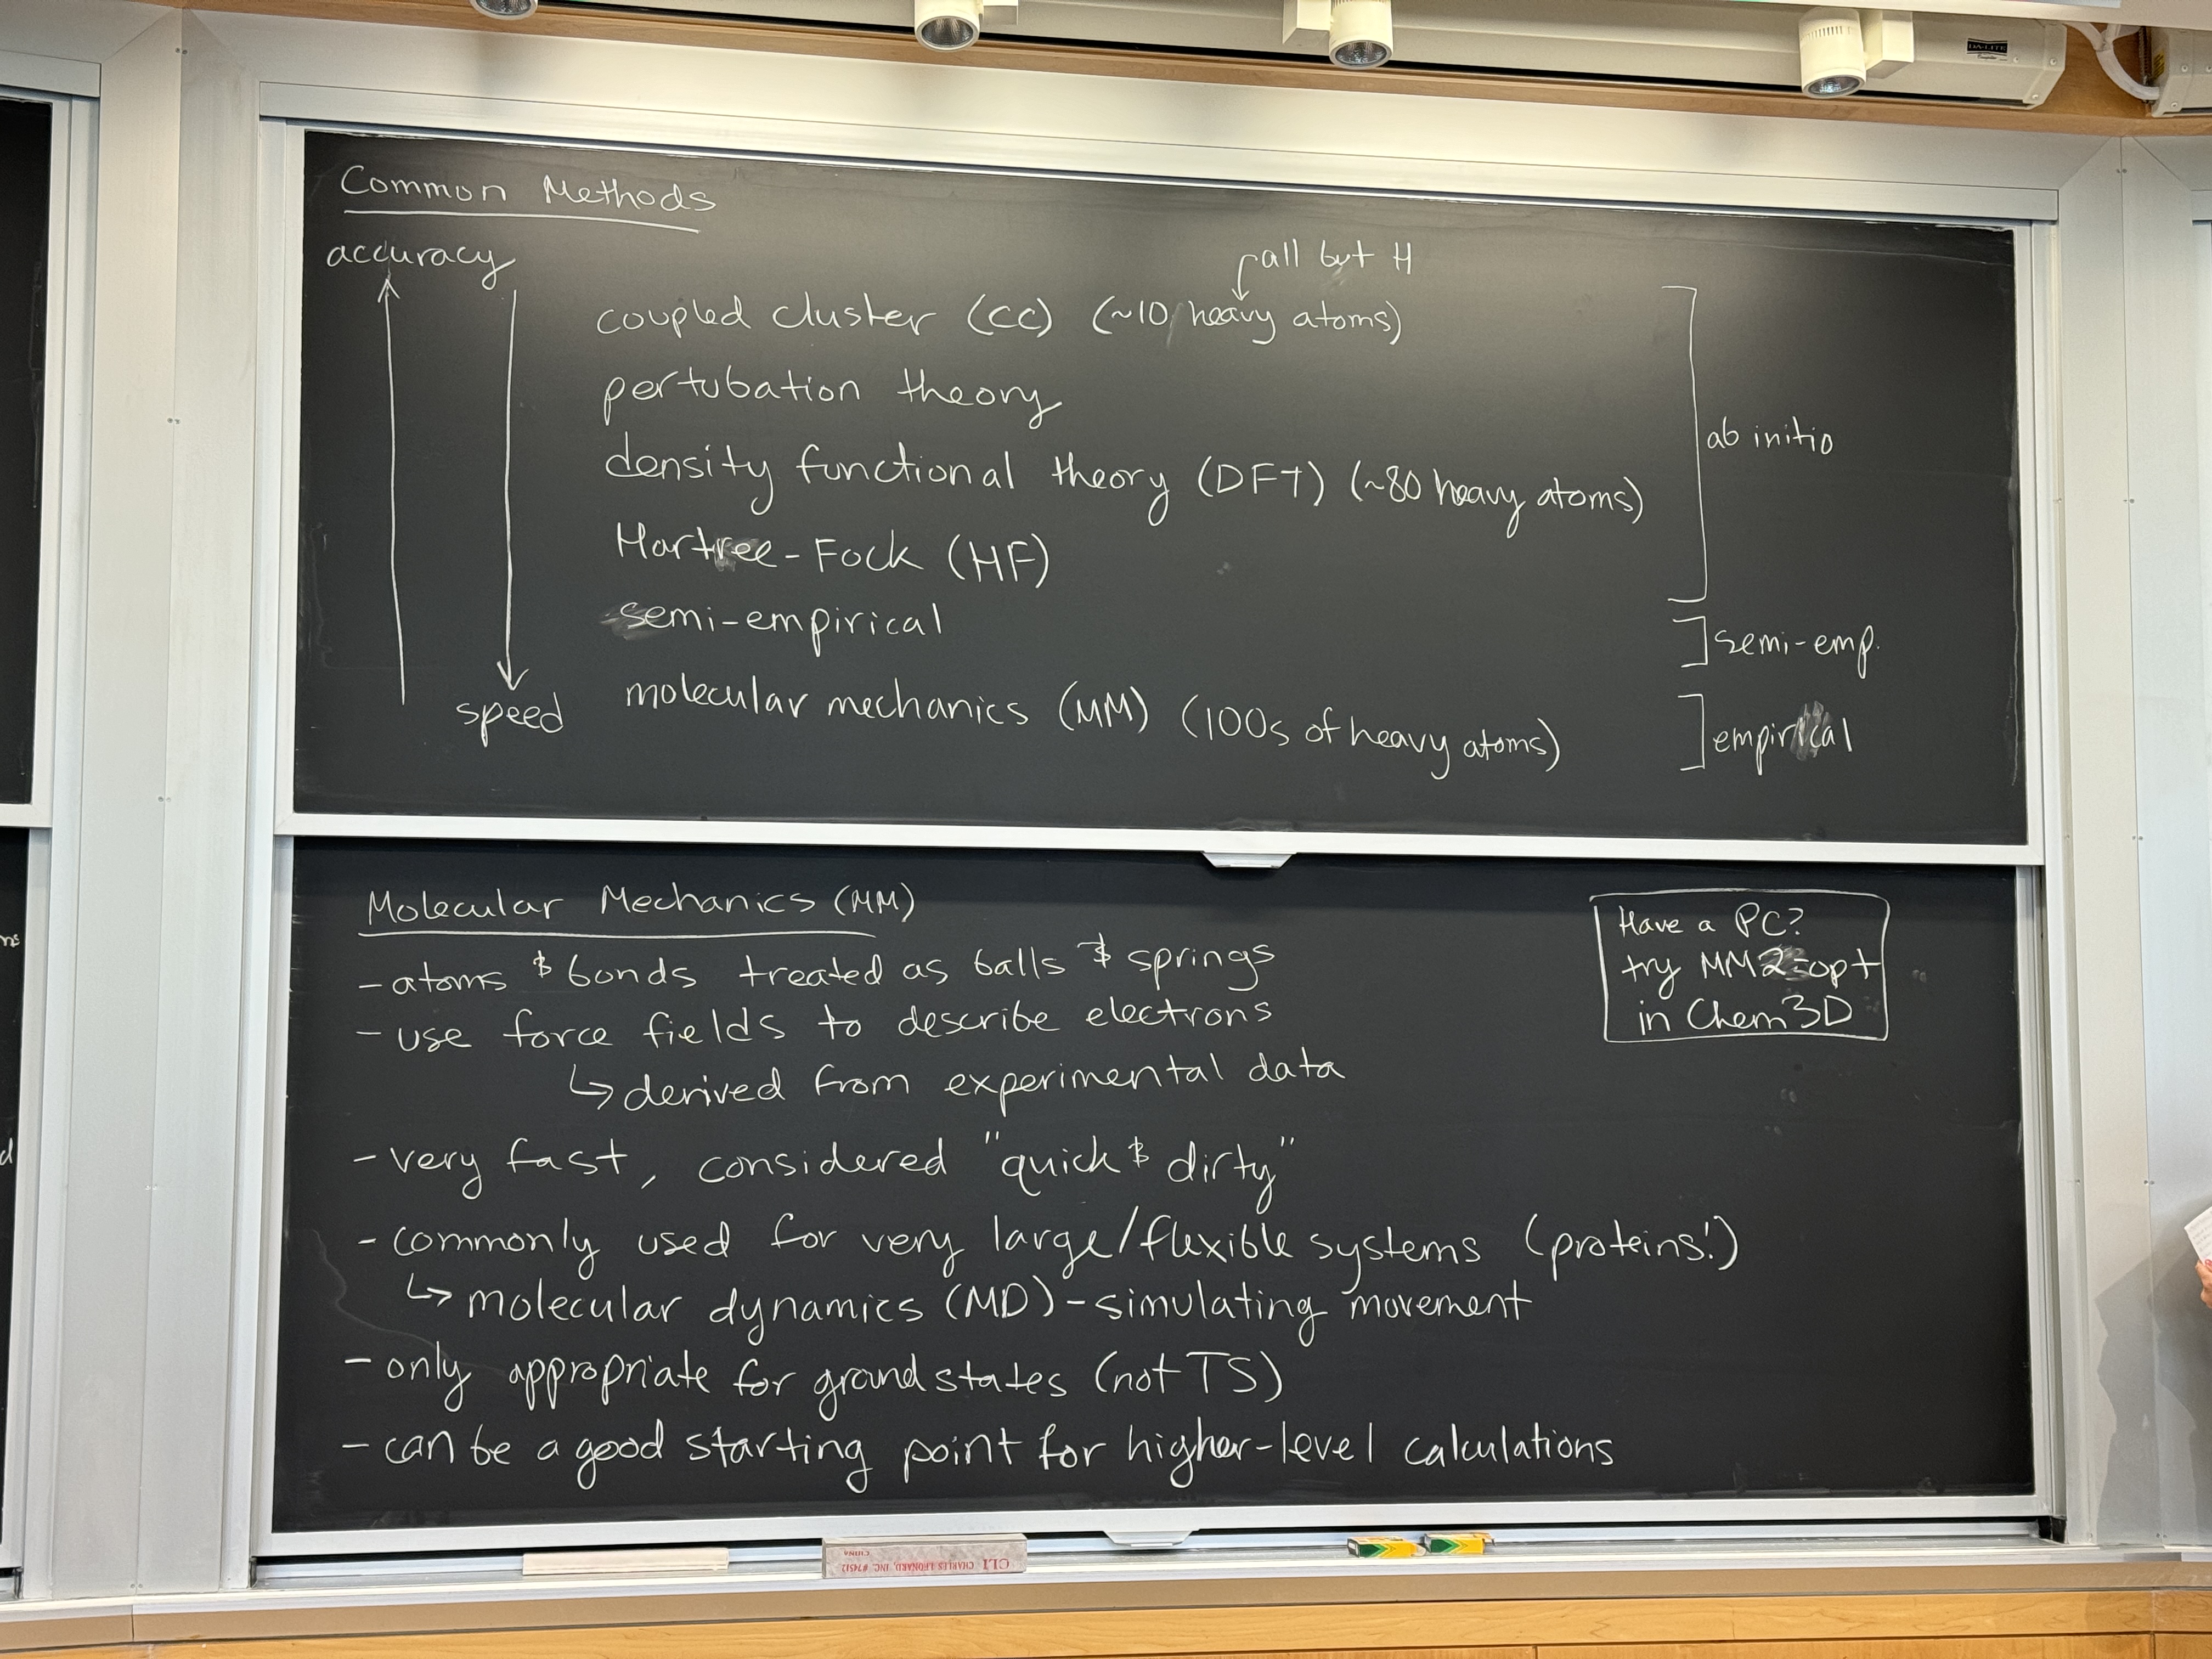 DA-LITE
Common Methods
accuracy
all but H
coupled cluster (CC) (~10 heavy atoms)
pertubation theory
density functional theory (DFT) (~80 heavy atoms)
ab initio
Hartree-Fock (HF)
semi-empirical
semi-emp.
speed
molecular mechanics (MM) (100s of heavy atoms)
empirical
Molecular Mechanics (MM)
- atoms & bonds treated as balls & springs
- use force fields to describe electrons
↳ derived from experimental data
- very fast, considered "quick & dirty"
- commonly used for very large/flexible systems (proteins!)
↳ molecular dynamics (MD) - simulating movement
- only appropriate for ground states (not TS)
- can be a good starting point for higher-level calculations
Have a PC?
try MM2 opt
in Chem3D
CLI CHARLES LEONARD, INC. #74512
CHINA